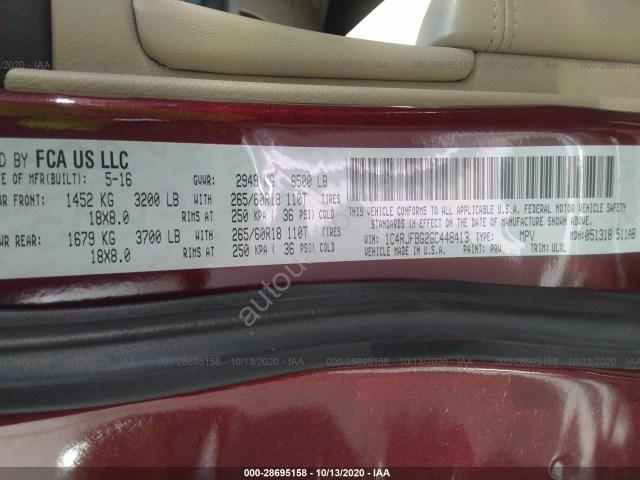 000-28695158 - 10/13/2020 - IAA
D BY FCA US LLC
E OF MFR(BUILT): 5-16 GVWR: 2948 KG 6500 LB
WR FRONT: 1452 KG 3200 LB WITH 265/60R18 110T TIRES
18X8.0 RIMS AT 250 KPA ( 36 PSI) COLD
WR REAR: 1679 KG 3700 LB WITH 265/60R18 110T TIRES
18X8.0 RIMS AT 250 KPA ( 36 PSI) COLD
THIS VEHICLE CONFORMS TO ALL APPLICABLE U.S.A. FEDERAL MOTOR VEHICLE SAFETY
STANDARDS IN EFFECT ON THE DATE OF MANUFACTURE SHOWN ABOVE.
VIN: 1C4RJFBG2GC448413 TYPE: MPV MDH: 051318 511AB
VEHICLE MADE IN U.S.A. PAINT: PRV TRIM: ULXL
000-28695158 - 10/13/2020 - IAA
000-28695158 | 10/13/2020 | IAA